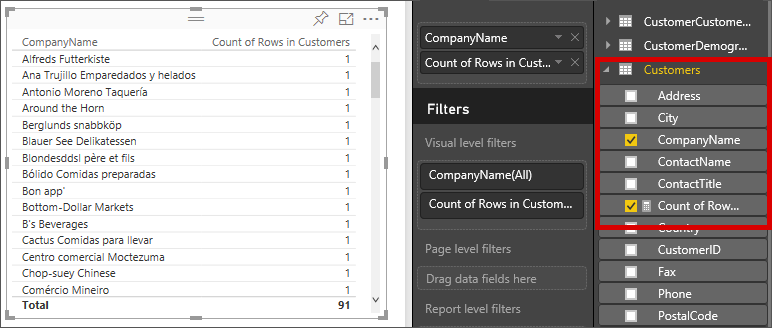 CompanyName Count of Rows in Customers
Alfreds Futterkiste 1
Ana Trujillo Emparedados y helados 1
Antonio Moreno Taquería 1
Around the Horn 1
Berglunds snabbköp 1
Blauer See Delikatessen 1
Blondesddsl père et fils 1
Bólido Comidas preparadas 1
Bon app' 1
Bottom-Dollar Markets 1
B's Beverages 1
Cactus Comidas para llevar 1
Centro comercial Moctezuma 1
Chop-suey Chinese 1
Comércio Mineiro 1
Total 91
CompanyName
Count of Rows in Cust...
Filters
Visual level filters
CompanyName(All)
Count of Rows in Custom...
Page level filters
Drag data fields here
Report level filters
CustomerCustome...
CustomerDemogr...
Customers
Address
City
CompanyName
ContactName
ContactTitle
Count of Row...
Country
CustomerID
Fax
Phone
PostalCode